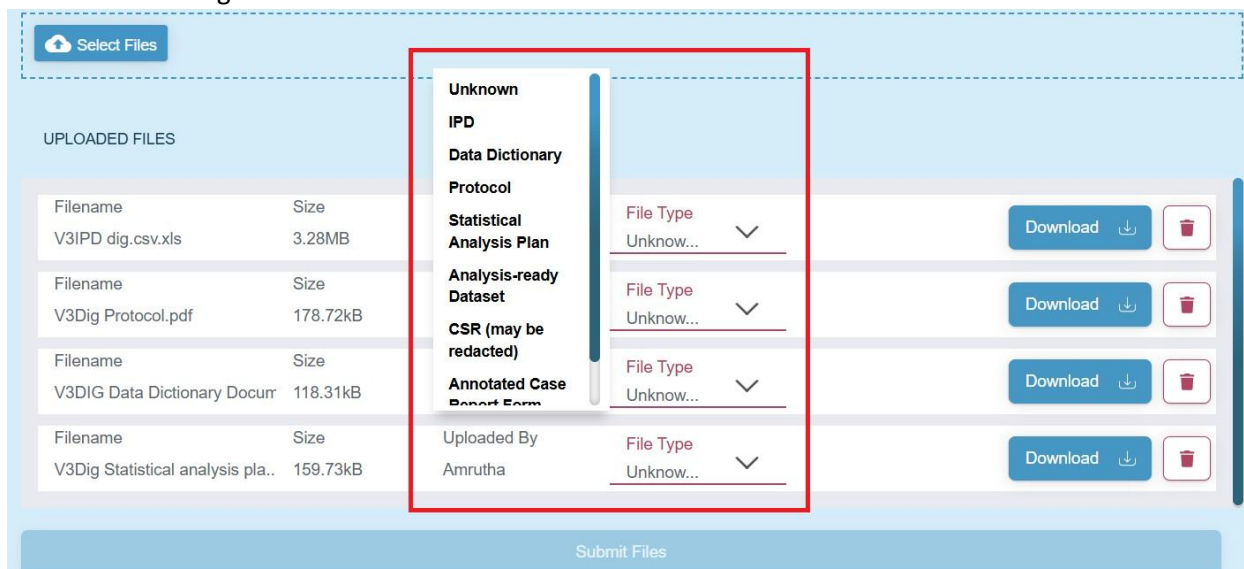 Select Files
Unknown
IPD
Data Dictionary
Protocol
Statistical
Analysis Plan
Analysis-ready
Dataset
CSR (may be
redacted)
Annotated Case
Report Form
UPLOADED FILES
Filename Size File Type
V3IPD dig.csv.xls 3.28MB Unknow... Download
Filename Size File Type
V3Dig Protocol.pdf 178.72kB Unknow... Download
Filename Size File Type
V3DIG Data Dictionary Docum 118.31kB Unknow... Download
Filename Size Uploaded By File Type
V3Dig Statistical analysis pla.. 159.73kB Amrutha Unknow... Download
Submit Files